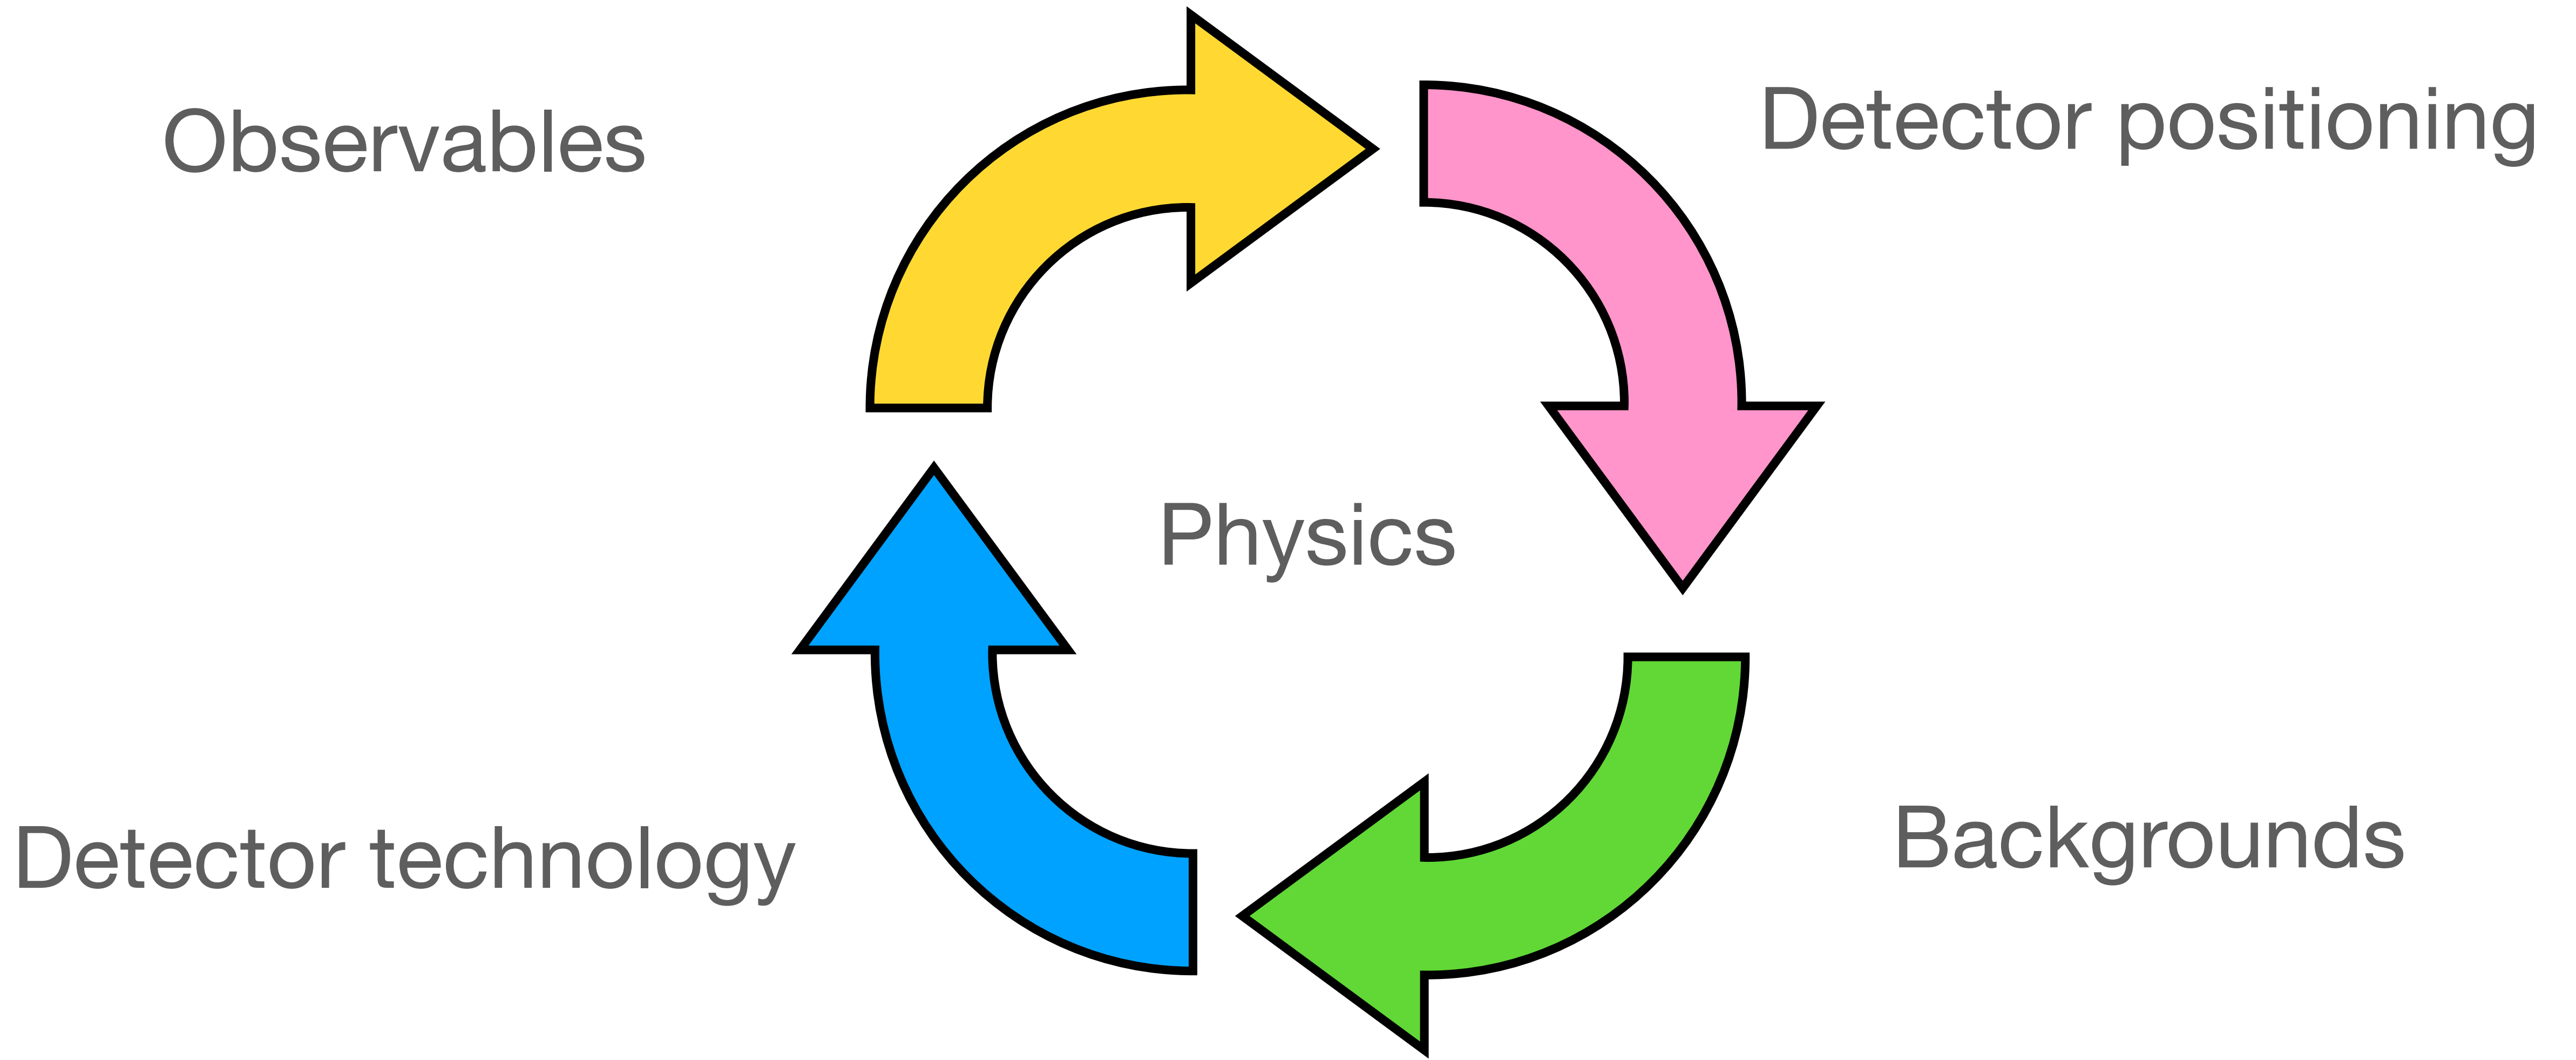 Observables
Detector positioning
Physics
Detector technology
Backgrounds